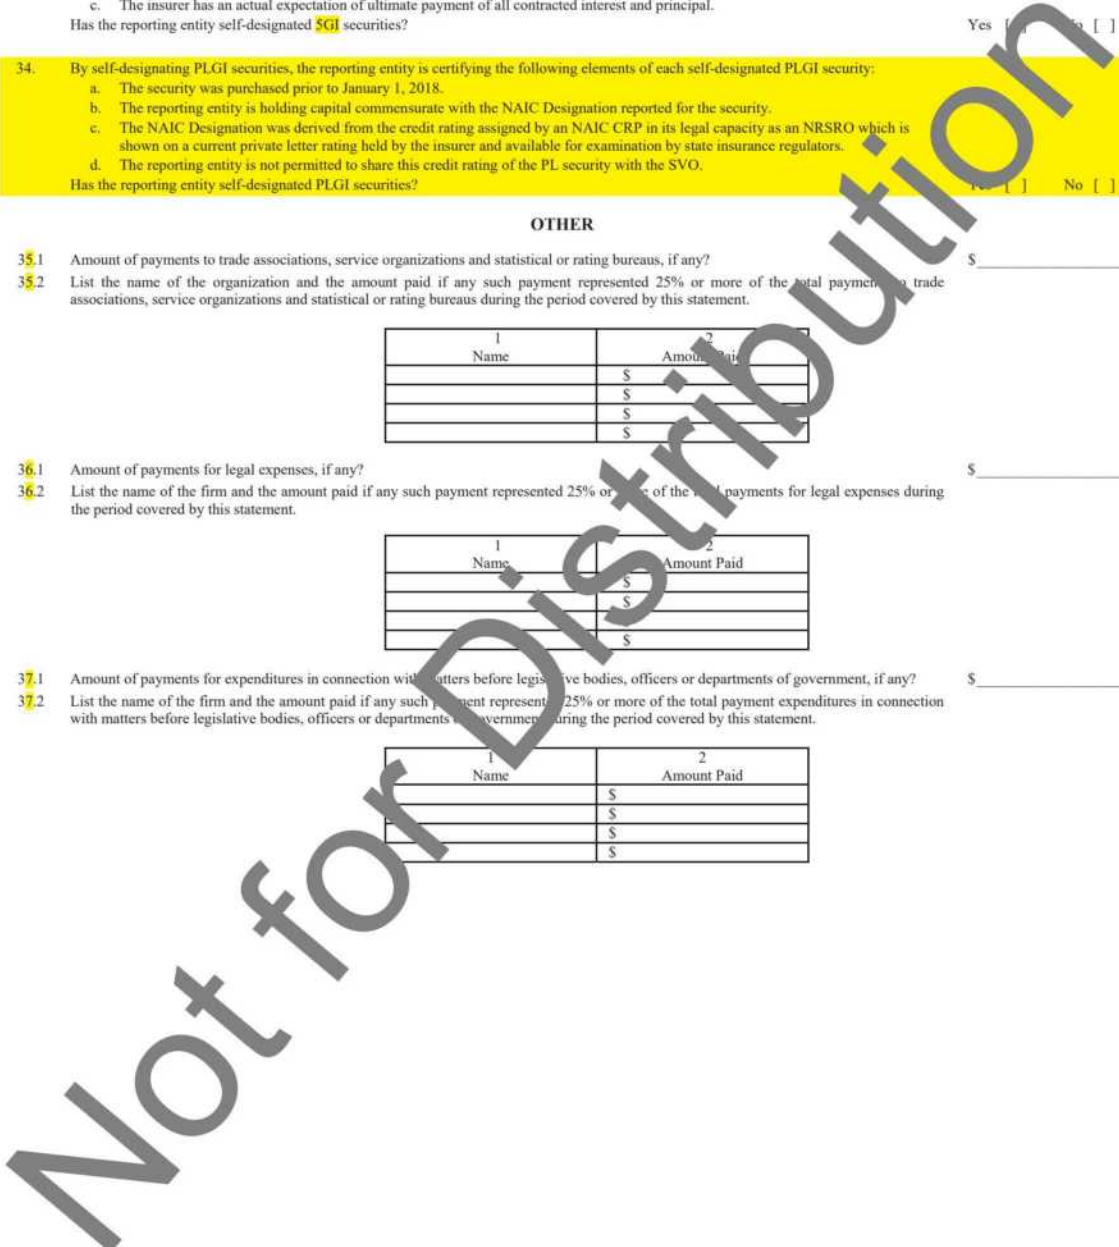 c. The insurer has an actual expectation of ultimate payment of all contracted interest and principal.
Has the reporting entity self-designated 5GI securities? Yes [ ] [ ]
34. By self-designating PLGI securities, the reporting entity is certifying the following elements of each self-designated PLGI security:
a. The security was purchased prior to January 1, 2018.
b. The reporting entity is holding capital commensurate with the NAIC Designation reported for the security.
c. The NAIC Designation was derived from the credit rating assigned by an NAIC CRP in its legal capacity as an NRSRO which is
shown on a current private letter rating held by the insurer and available for examination by state insurance regulators.
d. The reporting entity is not permitted to share this credit rating of the PL security with the SVO.
Has the reporting entity self-designated PLGI securities? [ ] No [ ]
OTHER
35.1 Amount of payments to trade associations, service organizations and statistical or rating bureaus, if any? $
35.2 List the name of the organization and the amount paid if any such payment represented 25% or more of the total trade
associations, service organizations and statistical or rating bureaus during the period covered by this statement.
1 2
Name
$
$
$
$
36.1 Amount of payments for legal expenses, if any? $
36.2 List the name of the firm and the amount paid if any such payment represented 25% or of the payments for legal expenses during
the period covered by this statement.
1 2
Name Amount Paid
$
$
$
37.1 Amount of payments for expenditures in connection with matters before bodies, officers or departments of government, if any? $
37.2 List the name of the firm and the amount paid if any such 25% or more of the total payment expenditures in connection
with matters before legislative bodies, officers or departments during the period covered by this statement.
1 2
Name Amount Paid
$
$
$
$
Not for Distribution